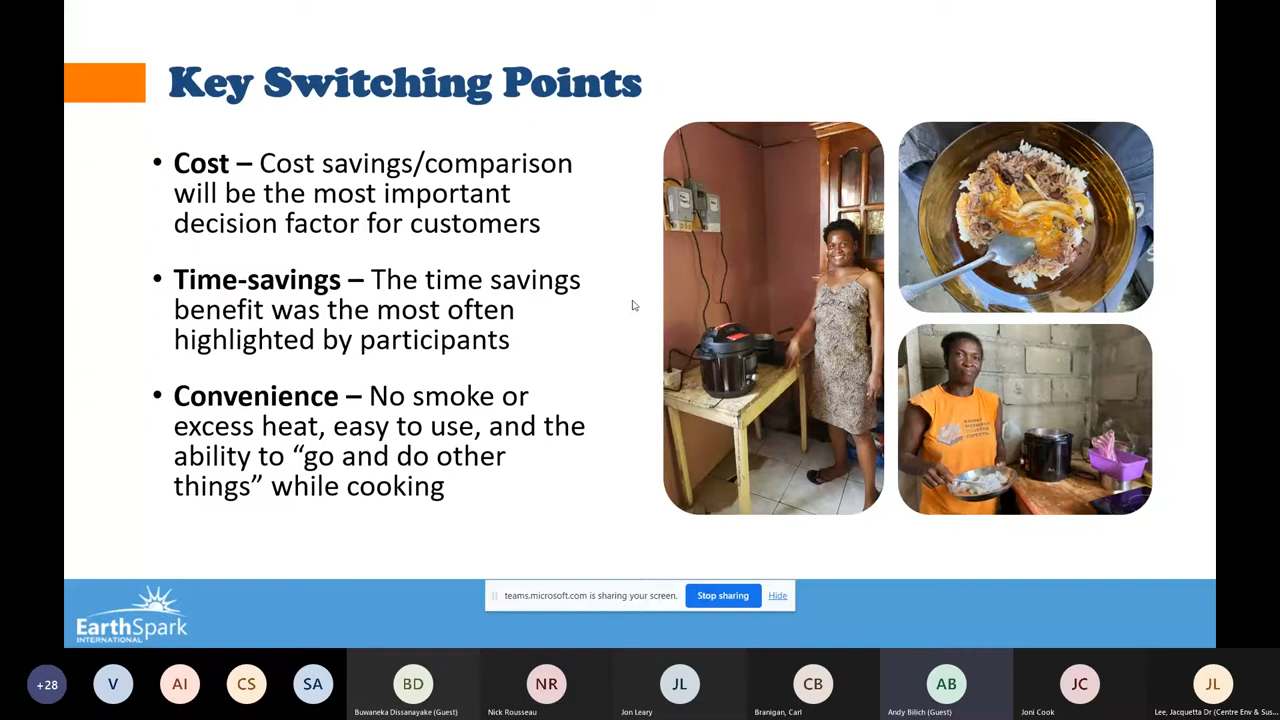 Key Switching Points
• Cost – Cost savings/comparison
will be the most important
decision factor for customers
• Time-savings – The time savings
benefit was the most often
highlighted by participants
• Convenience – No smoke or
excess heat, easy to use, and the
ability to “go and do other
things” while cooking
teams.microsoft.com is sharing your screen.
Stop sharing
Hide
EarthSpark
INTERNATIONAL
+28
V
AI
CS
SA
BD
NR
JL
CB
AB
JC
JL
Buwaneka Dissanayake (Guest)
Nick Rousseau
Jon Leary
Branigan, Carl
Andy Bilich (Guest)
Joni Cook
Lee, Jacquetta Dr (Centre Env & Sus...